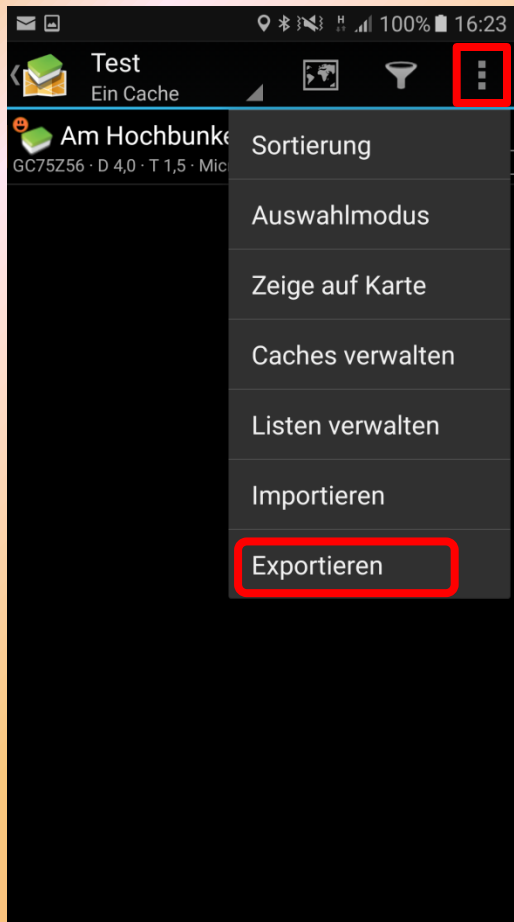 H 100% 16:23
Test
Ein Cache
Am Hochbunke
GC75Z56 · D 4,0 · T 1,5 · Mic
Sortierung
Auswahlmodus
Zeige auf Karte
Caches verwalten
Listen verwalten
Importieren
Exportieren